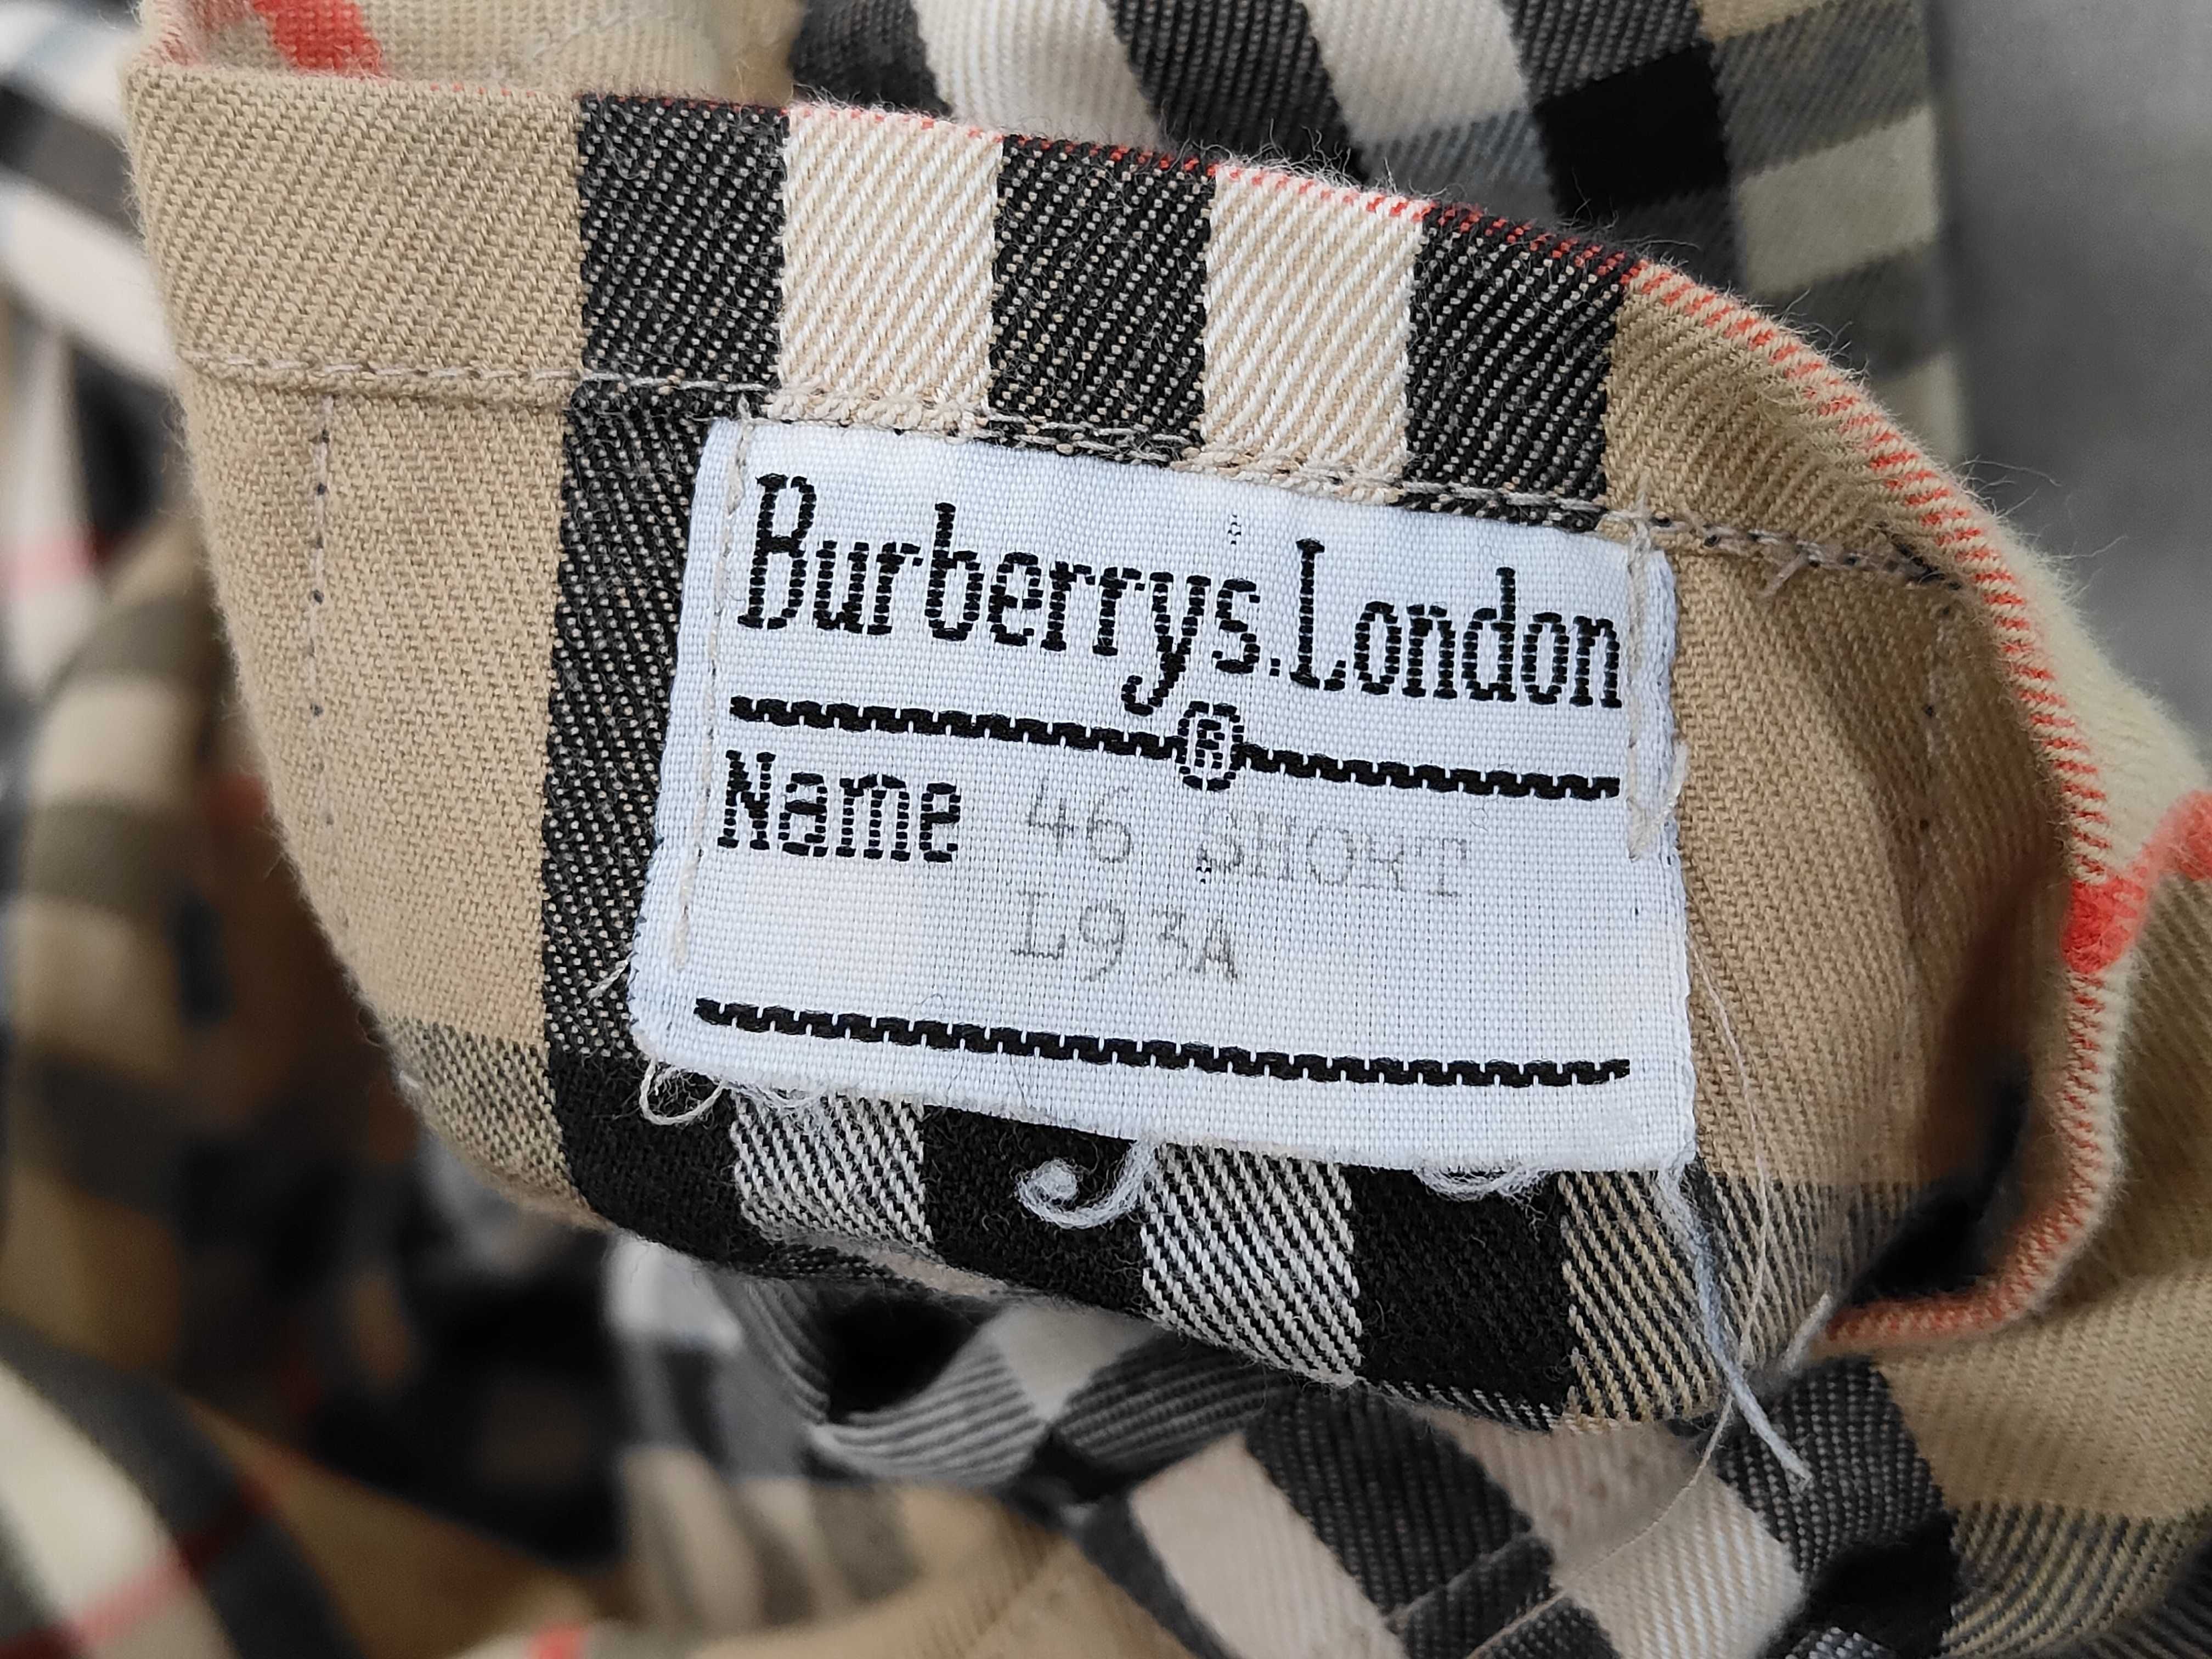 Burberrys.London
®
Name 46 SHORT
L93A